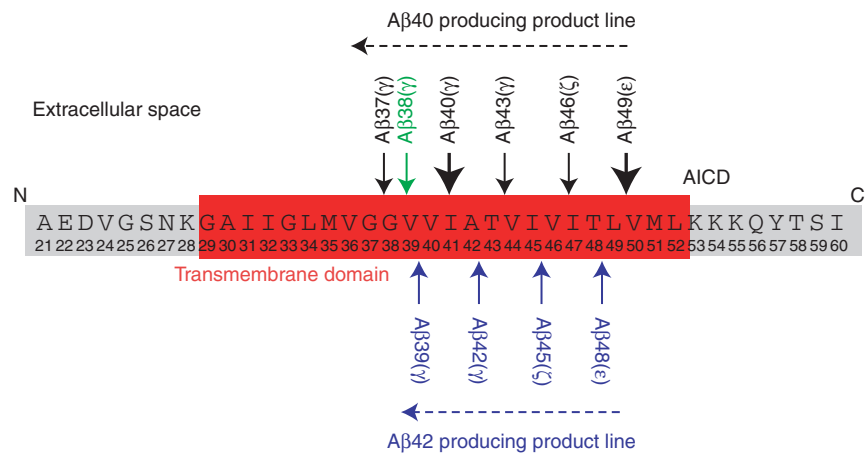 Aβ40 producing product line
Aβ37(γ)
Aβ38(γ)
Aβ40(γ)
Aβ43(γ)
Aβ46(ζ)
Aβ49(ε)
Extracellular space
N
AICD
C
A E D V G S N K G A I I G L M V G G V V I A T V I V I T L V M L K K K Q Y T S I
21 22 23 24 25 26 27 28 29 30 31 32 33 34 35 36 37 38 39 40 41 42 43 44 45 46 47 48 49 50 51 52 53 54 55 56 57 58 59 60
Transmembrane domain
Aβ39(γ)
Aβ42(γ)
Aβ45(ζ)
Aβ48(ε)
Aβ42 producing product line